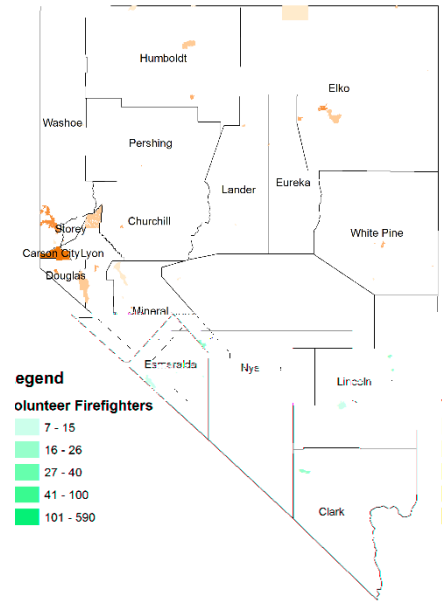 Humboldt
Elko
Washoe
Pershing
Lander
Eureka
Churchill
Storey
White Pine
Carson City Lyon
Douglas
Mineral
Esmeralda
Nye
Lincoln
egend
olunteer Firefighters
7 - 15
16 - 26
27 - 40
41 - 100
101 - 590
Clark